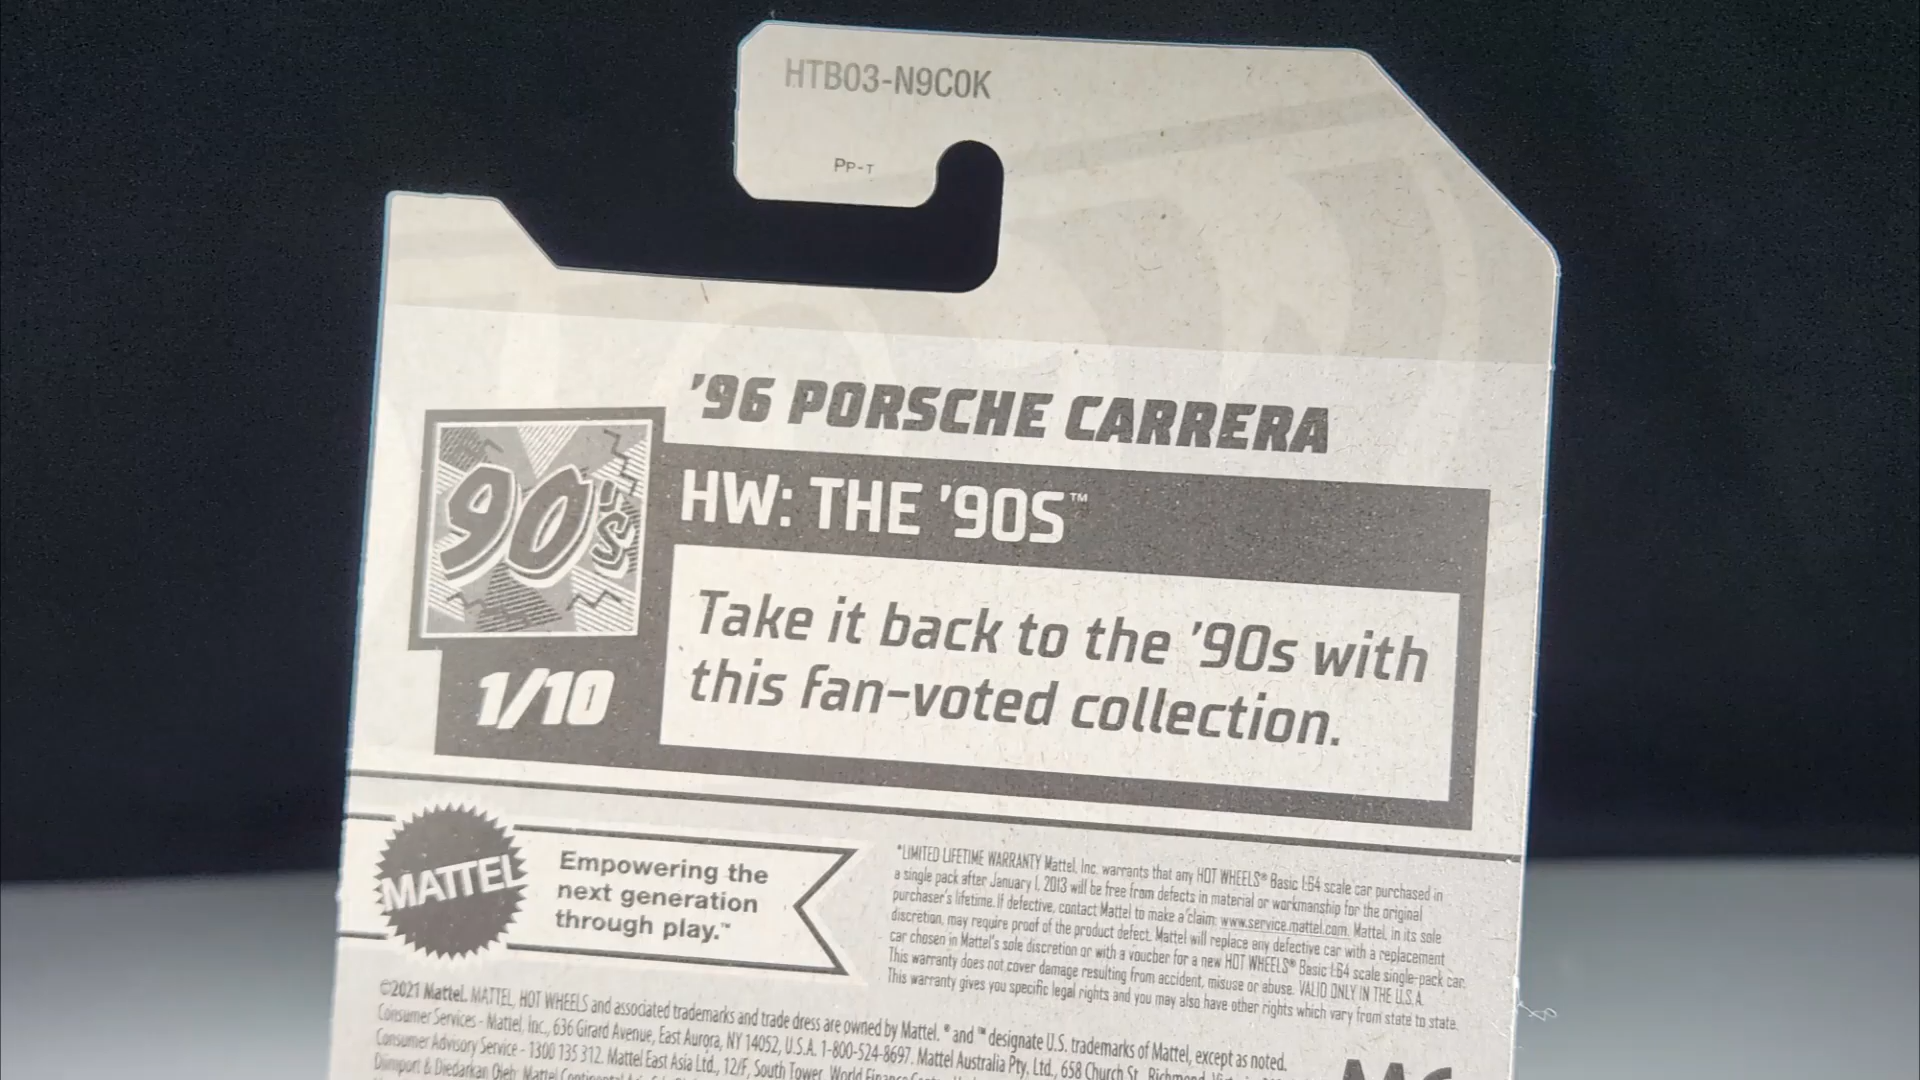 HTB03-N9C0K
PP-T
'96 PORSCHE CARRERA
90's
HW: THE '90S™
Take it back to the '90s with
this fan-voted collection.
1/10
MATTEL
Empowering the
next generation
through play.™
*LIMITED LIFETIME WARRANTY Mattel, Inc. warrants that any HOT WHEELS® Basic 1:64 scale car purchased in
a single pack after January 1, 2013 will be free from defects in material or workmanship for the original
purchaser's lifetime. If defective, contact Mattel to make a claim: www.service.mattel.com. Mattel, in its sole
discretion, may require proof of the product defect. Mattel will replace any defective car with a replacement
car chosen in Mattel's sole discretion or with a voucher for a new HOT WHEELS® Basic 1:64 scale single-pack car.
This warranty does not cover damage resulting from accident, misuse or abuse. VALID ONLY IN THE U.S.A.
This warranty gives you specific legal rights and you may also have other rights which vary from state to state.
©2021 Mattel. MATTEL, HOT WHEELS and associated trademarks and trade dress are owned by Mattel. ® and ™ designate U.S. trademarks of Mattel, except as noted.
Consumer Services - Mattel, Inc., 636 Girard Avenue, East Aurora, NY 14052, U.S.A. 1-800-524-8697. Mattel Australia Pty. Ltd., 658 Church St., Richmond,
Consumer Advisory Service - 1300 135 312. Mattel East Asia Ltd., 12/F, South Tower, World
Diimport & Diedarkan Oleh: Mattel